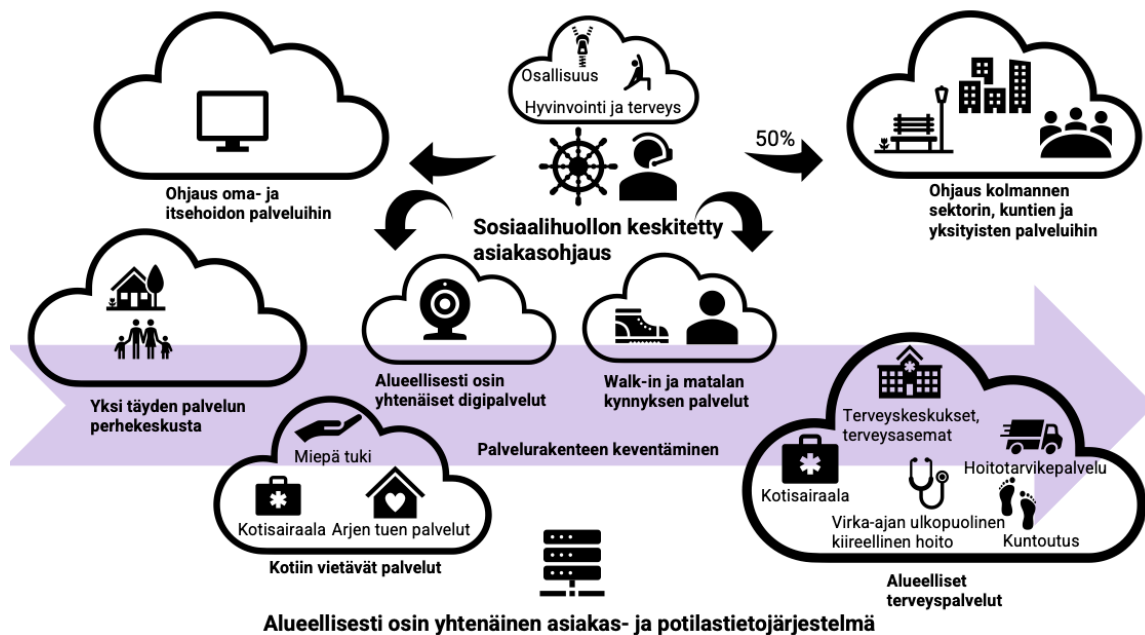 Osallisuus
Hyvinvointi ja terveys
50%
Ohjaus oma- ja
itsehoidon palveluihin
Ohjaus kolmannen
sektorin, kuntien ja
yksityisten palveluihin
Sosiaalihuollon keskitetty
asiakasohjaus
Yksi täyden palvelun
perhekeskusta
Alueellisesti osin
yhtenäiset digipalvelut
Walk-in ja matalan
kynnyksen palvelut
Palvelurakenteen keventäminen
Miepä tuki
Kotisairaala
Arjen tuen palvelut
Kotiin vietävät palvelut
Terveyskeskukset,
terveysasemat
Kotisairaala
Hoitotarvikepalvelu
Virka-ajan ulkopuolinen
kiireellinen hoito
Kuntoutus
Alueelliset
terveyspalvelut
Alueellisesti osin yhtenäinen asiakas- ja potilastietojärjestelmä